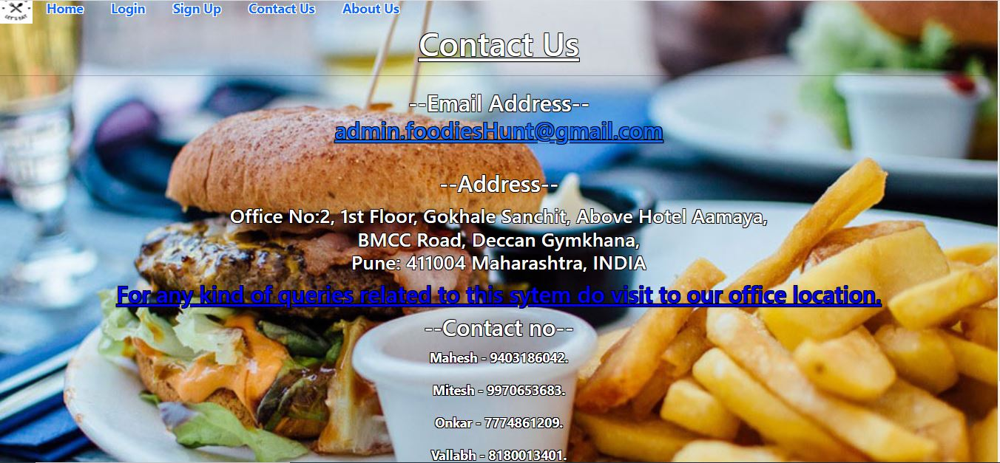 LET'S EAT
Home Login Sign Up Contact Us About Us
Contact Us
--Email Address--
admin.foodiesHunt@gmail.com
--Address--
Office No:2, 1st Floor, Gokhale Sanchit, Above Hotel Aamaya,
BMCC Road, Deccan Gymkhana,
Pune: 411004 Maharashtra, INDIA
For any kind of queries related to this sytem do visit to our office location.
--Contact no--
Mahesh - 9403186042.
Mitesh - 9970653683.
Onkar - 7774861209.
Vallabh - 8180013401.